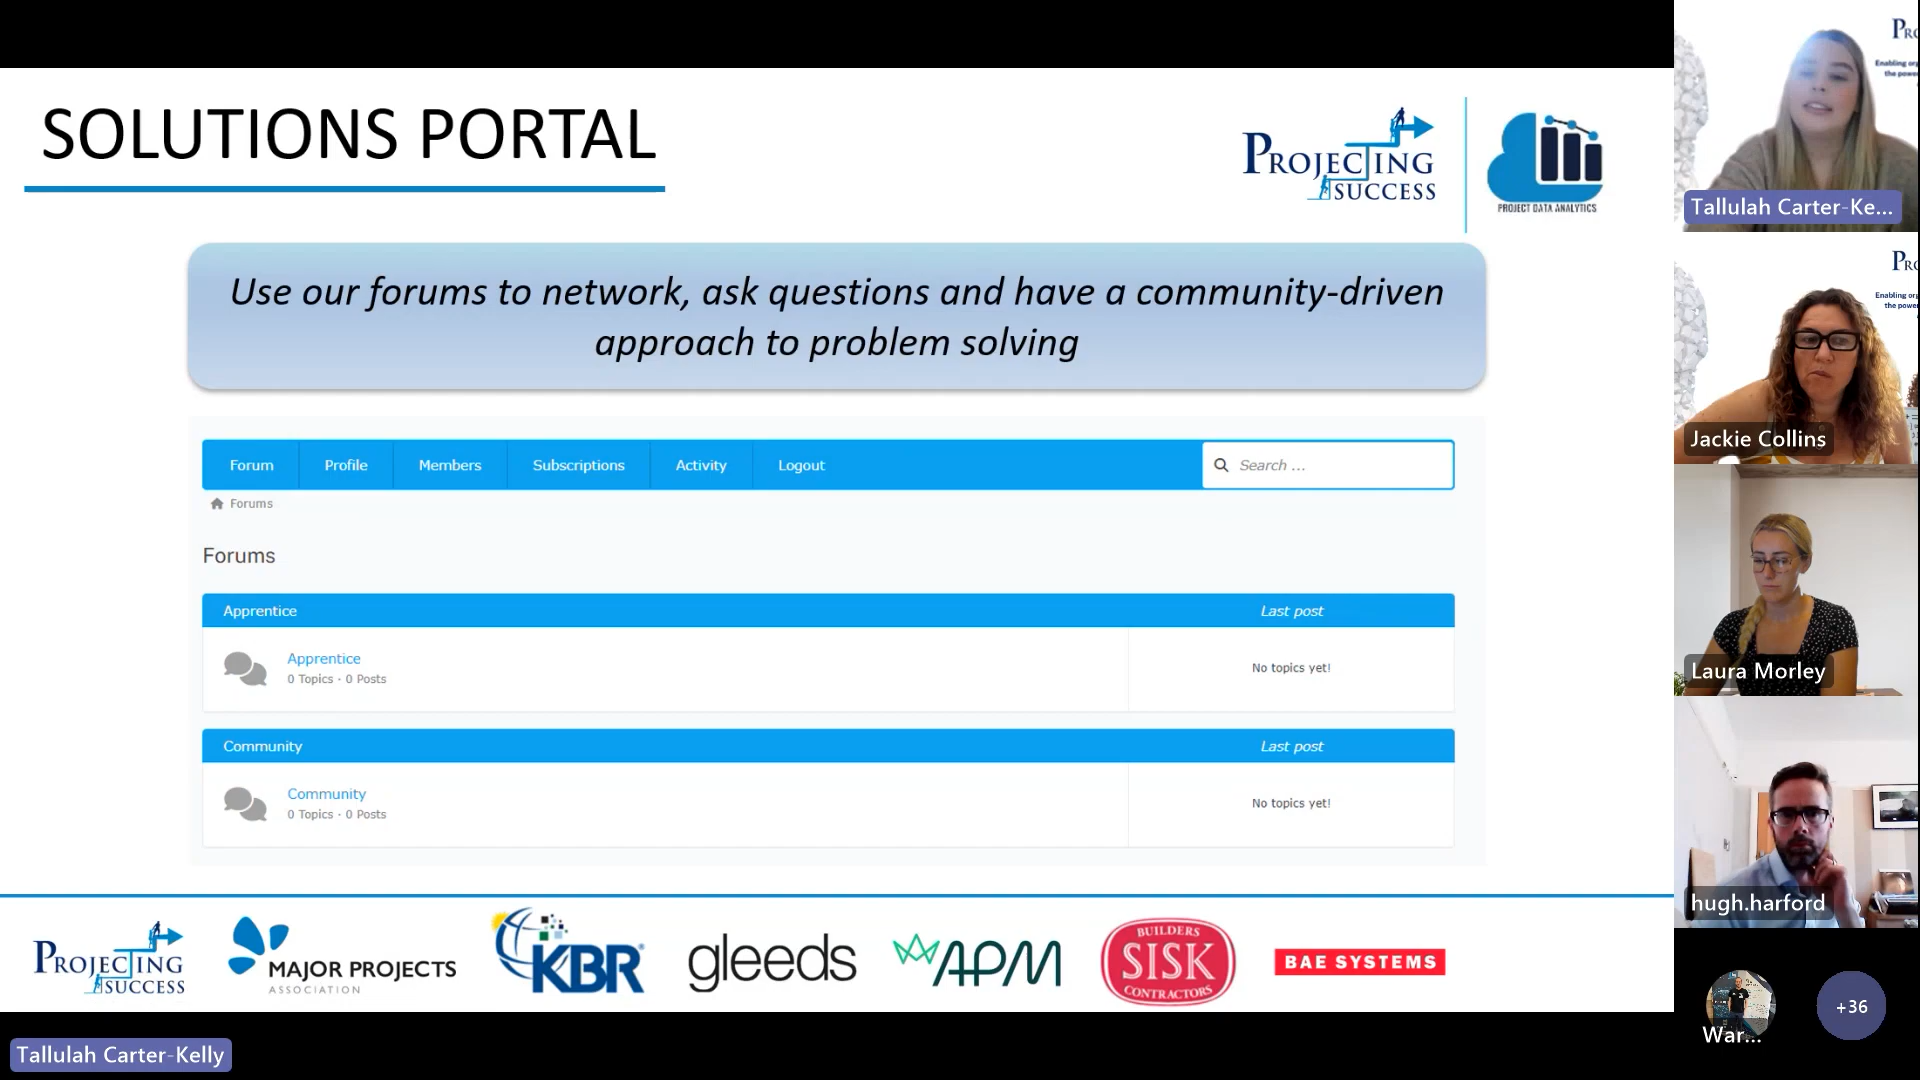 SOLUTIONS PORTAL
PROJECTING
SUCCESS
PROJECT DATA ANALYTICS
Use our forums to network, ask questions and have a community-driven
approach to problem solving
Forum Profile Members Subscriptions Activity Logout Search ...
Forums
Forums
Apprentice Last post
Apprentice
0 Topics · 0 Posts
No topics yet!
Community Last post
Community
0 Topics · 0 Posts
No topics yet!
PROJECTING
SUCCESS
MAJOR PROJECTS
ASSOCIATION
KBR
gleeds
APM
BUILDERS
SISK
CONTRACTORS
BAE SYSTEMS
Tallulah Carter-Kelly
Tallulah Carter-Ke...
Jackie Collins
Laura Morley
hugh.harford
War...
+36